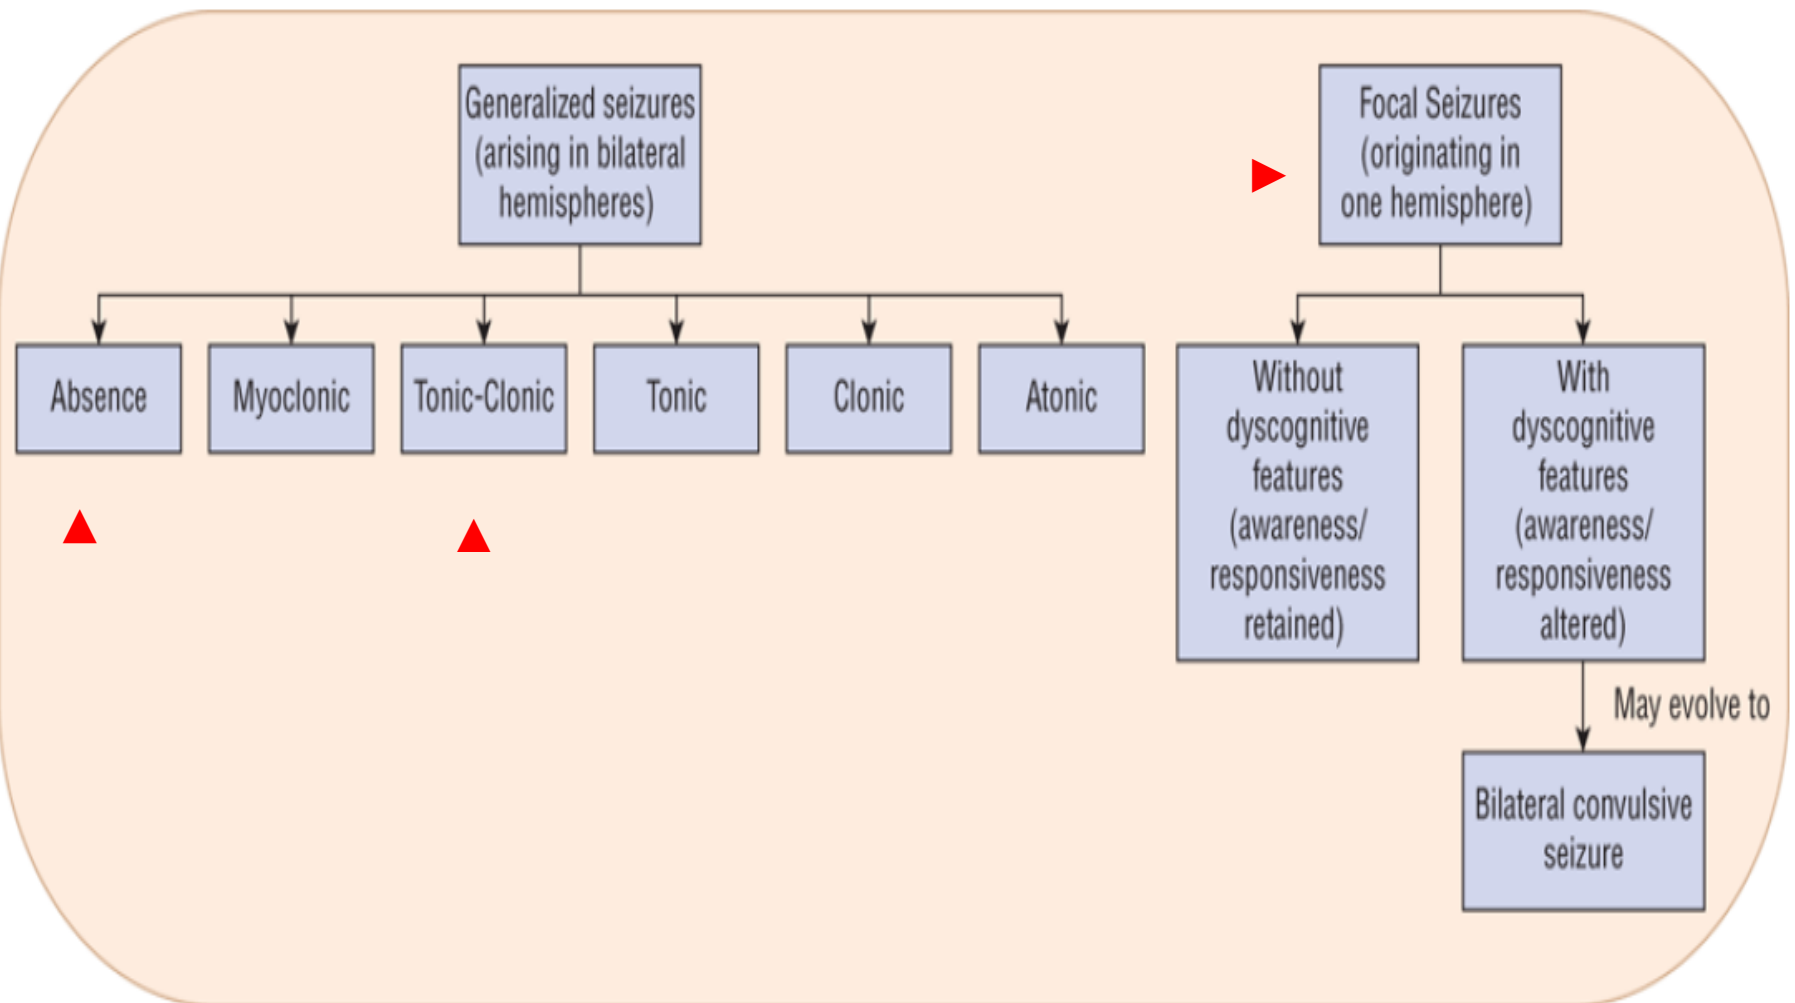 Generalized seizures
(arising in bilateral
hemispheres)
Focal Seizures
(originating in
one hemisphere)
Absence
Myoclonic
Tonic-Clonic
Tonic
Clonic
Atonic
Without
dyscognitive
features
(awareness/
responsiveness
retained)
With
dyscognitive
features
(awareness/
responsiveness
altered)
May evolve to
Bilateral convulsive
seizure